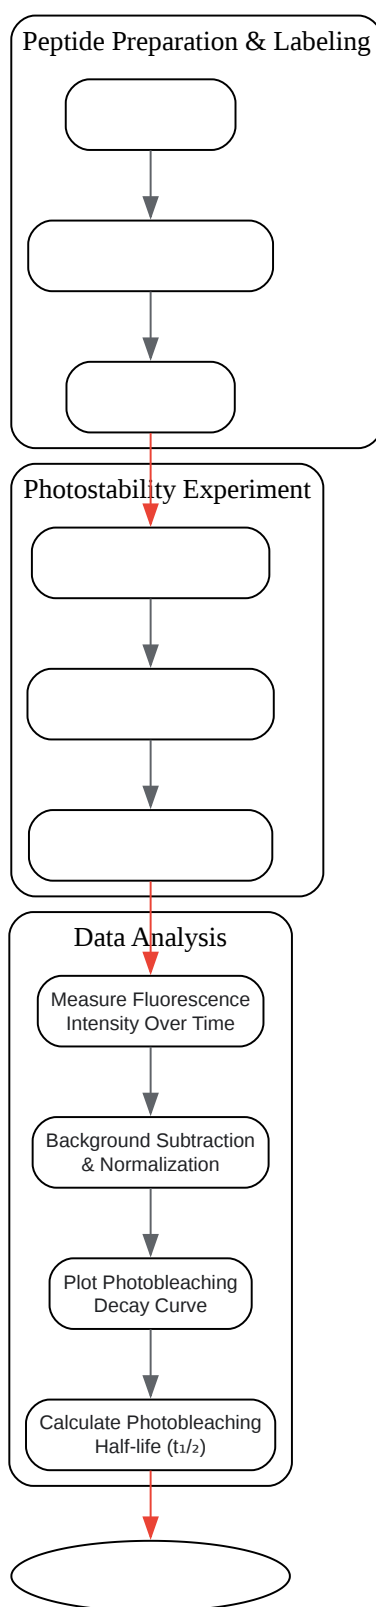 Peptide Preparation & Labeling
Photostability Experiment
Data Analysis
Measure Fluorescence
Intensity Over Time
Background Subtraction
& Normalization
Plot Photobleaching
Decay Curve
Calculate Photobleaching
Half-life (t₁/₂)